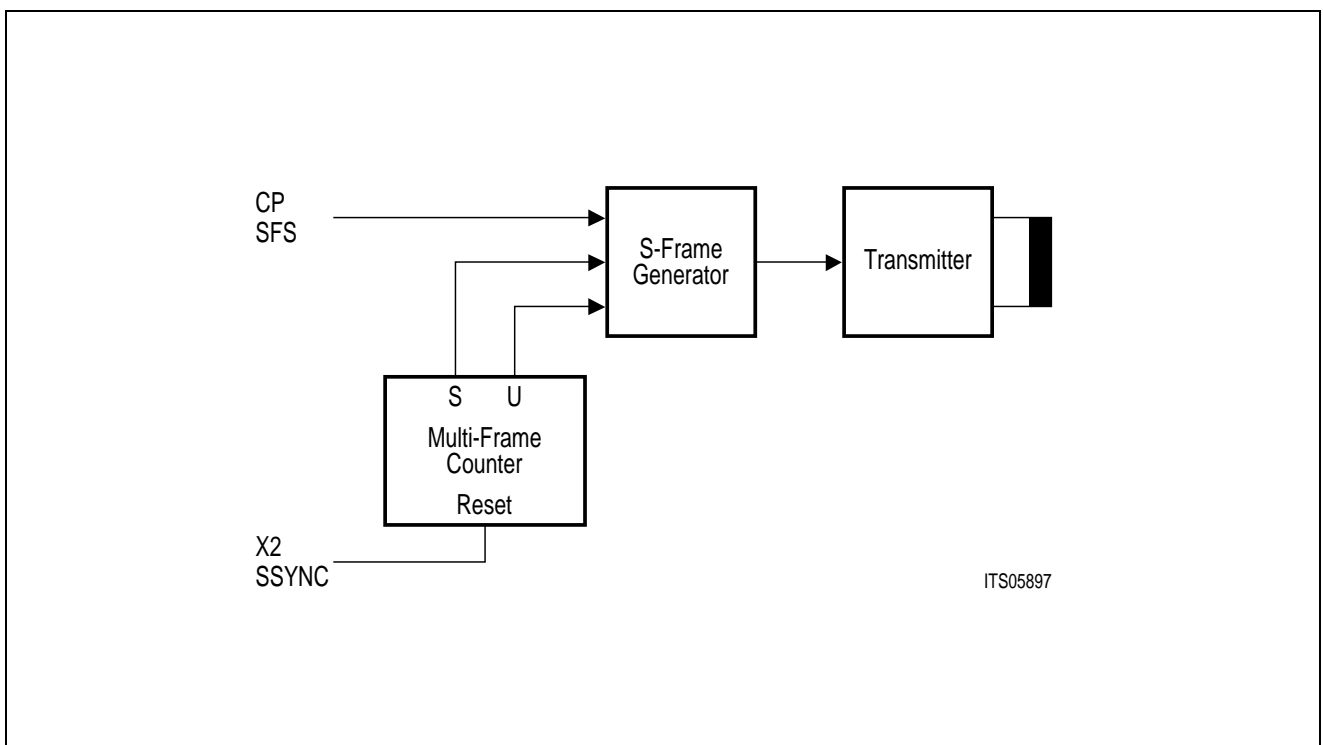 CP
SFS
S-Frame
Generator
Transmitter
S U
Multi-Frame
Counter
Reset
X2
SSYNC
ITS05897